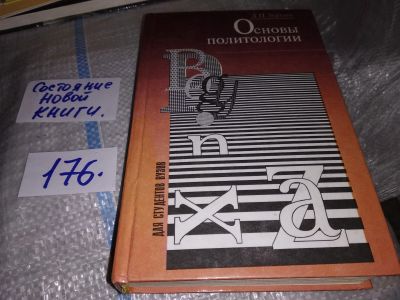 Состояние
новой
книги.
176.
Основы
политологии
для студентов вузов